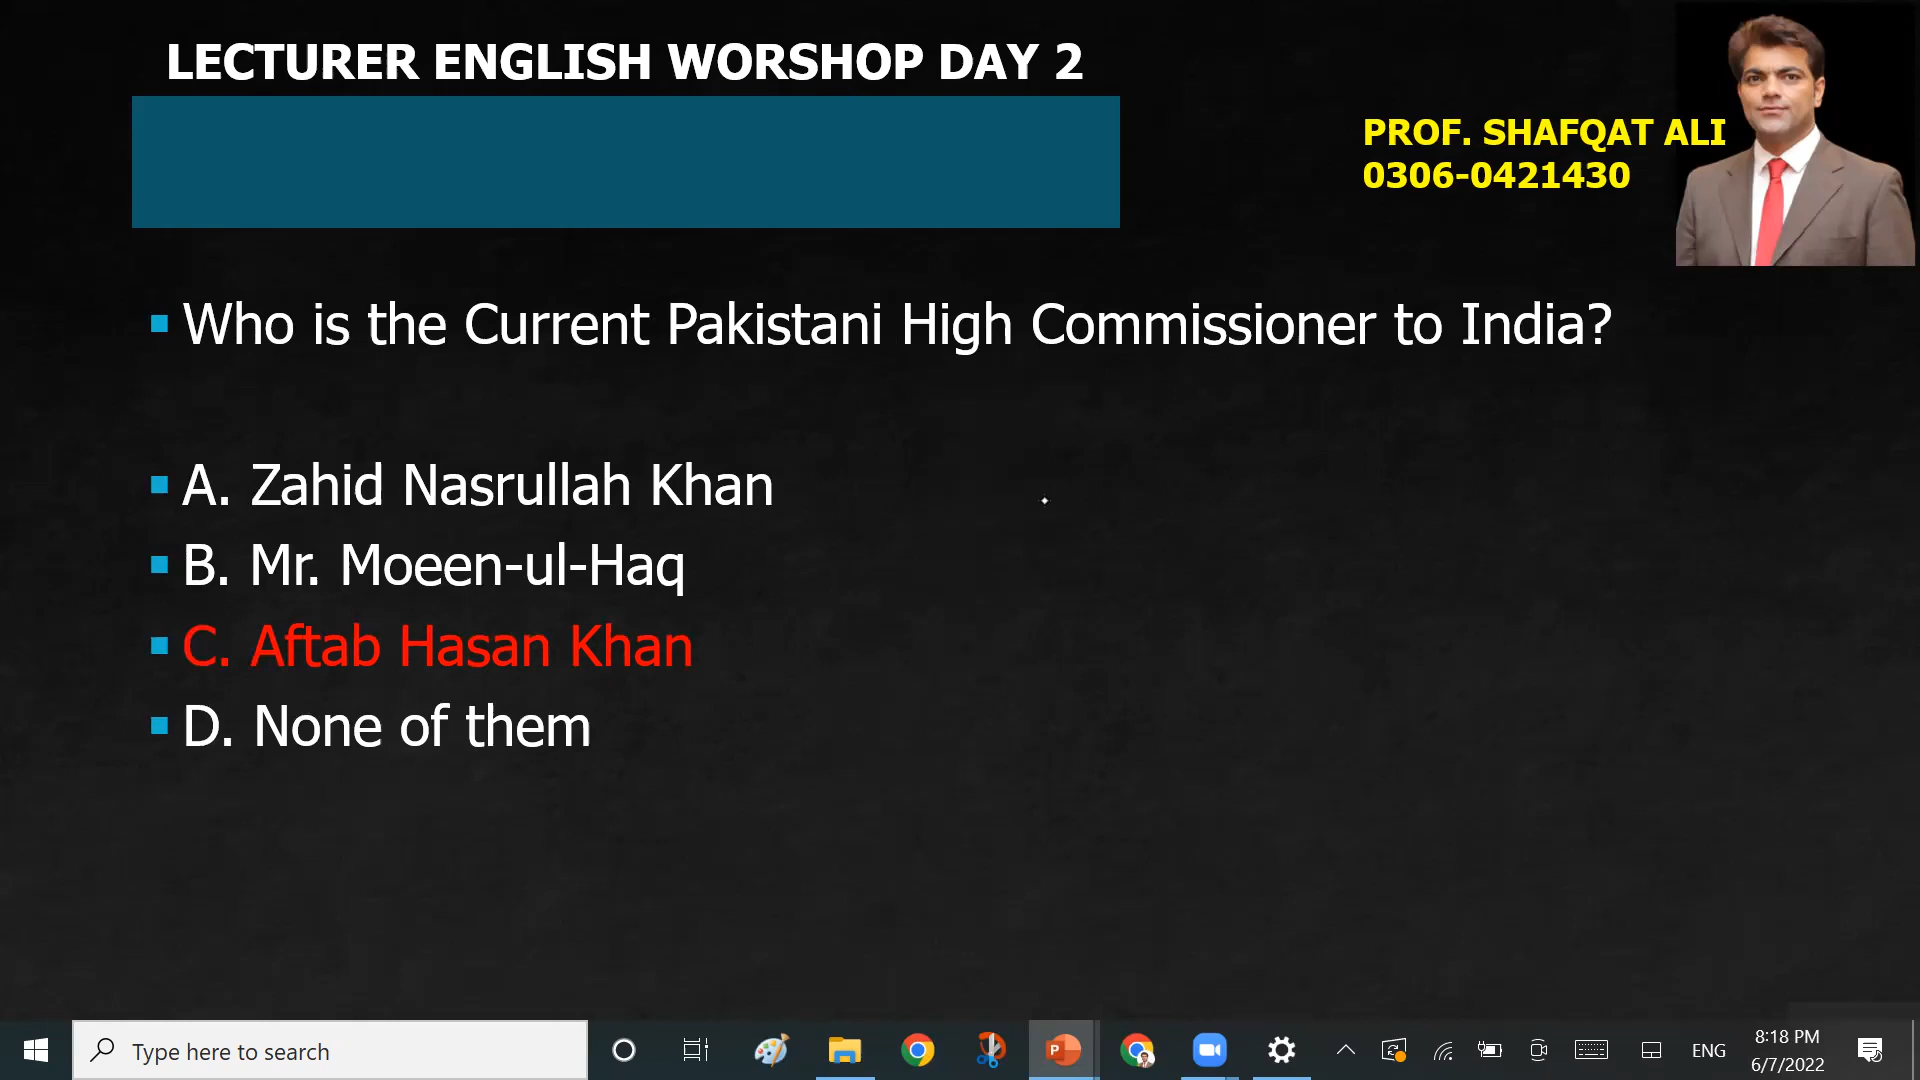 LECTURER ENGLISH WORSHOP DAY 2
PROF. SHAFQAT ALI
0306-0421430
Who is the Current Pakistani High Commissioner to India?
A. Zahid Nasrullah Khan
B. Mr. Moeen-ul-Haq
C. Aftab Hasan Khan
D. None of them
Type here to search
P
ENG
8:18 PM
6/7/2022